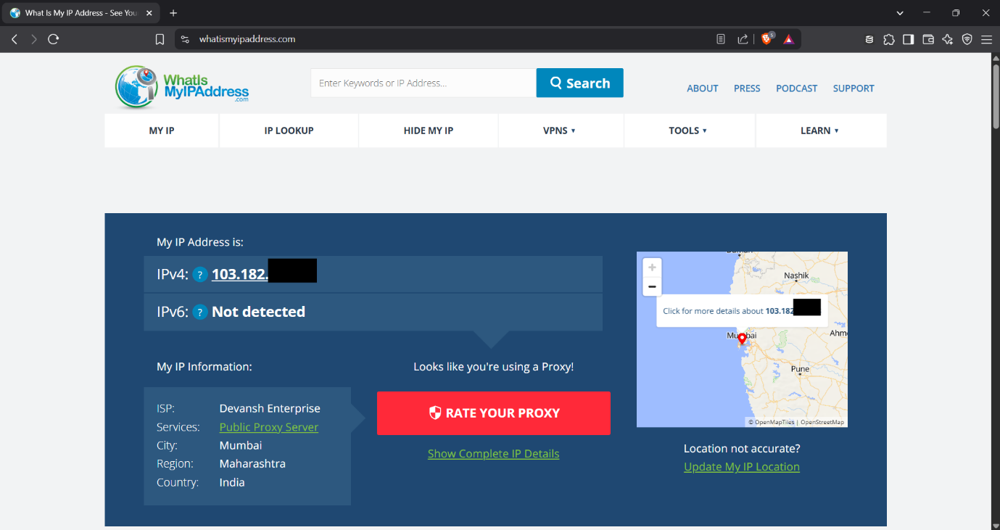 What Is My IP Address - See You
whatismyipaddress.com
5
WhatIs
MyIPAddress
.com
Enter Keywords or IP Address...
Search
ABOUT PRESS PODCAST SUPPORT
MY IP IP LOOKUP HIDE MY IP VPNS ▾ TOOLS ▾ LEARN ▾
My IP Address is:
IPv4: ? 103.182.
IPv6: ? Not detected
My IP Information:
ISP: Devansh Enterprise
Services: Public Proxy Server
City: Mumbai
Region: Maharashtra
Country: India
Looks like you're using a Proxy!
RATE YOUR PROXY
Show Complete IP Details
+
−
Nashik
Click for more details about 103.182
Mumbai
Ahm
Pune
© OpenMapTiles | OpenStreetMap
Location not accurate?
Update My IP Location